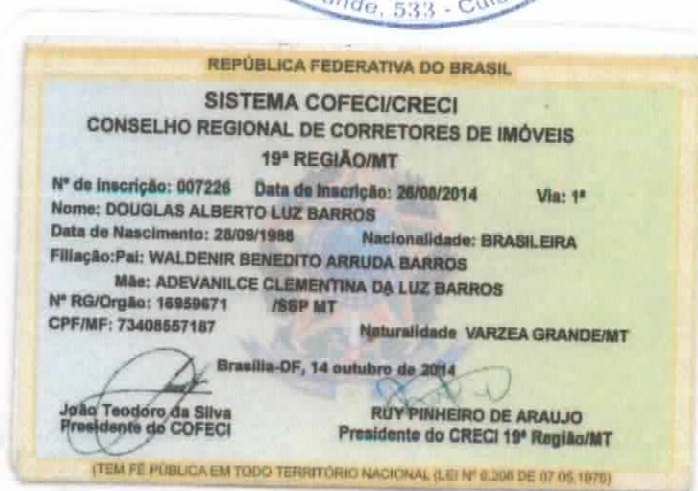 533 -
REPÚBLICA FEDERATIVA DO BRASIL
SISTEMA COFECI/CRECI
CONSELHO REGIONAL DE CORRETORES DE IMÓVEIS
19ª REGIÃO/MT
Nº de inscrição: 007226 Data de Inscrição: 26/08/2014 Via: 1ª
Nome: DOUGLAS ALBERTO LUZ BARROS
Data de Nascimento: 28/09/1988 Nacionalidade: BRASILEIRA
Filiação:Pai: WALDENIR BENEDITO ARRUDA BARROS
Mãe: ADEVANILCE CLEMENTINA DA LUZ BARROS
Nº RG/Orgão: 16959671 /SSP MT
CPF/MF: 73408557187 Naturalidade VARZEA GRANDE/MT
Brasília-DF, 14 outubro de 2014
João Teodoro da Silva RUY PINHEIRO DE ARAUJO
Presidente do COFECI Presidente do CRECI 19ª Região/MT
(TEM FÉ PÚBLICA EM TODO TERRITÓRIO NACIONAL (LEI Nº 6.206 DE 07.05.1975)